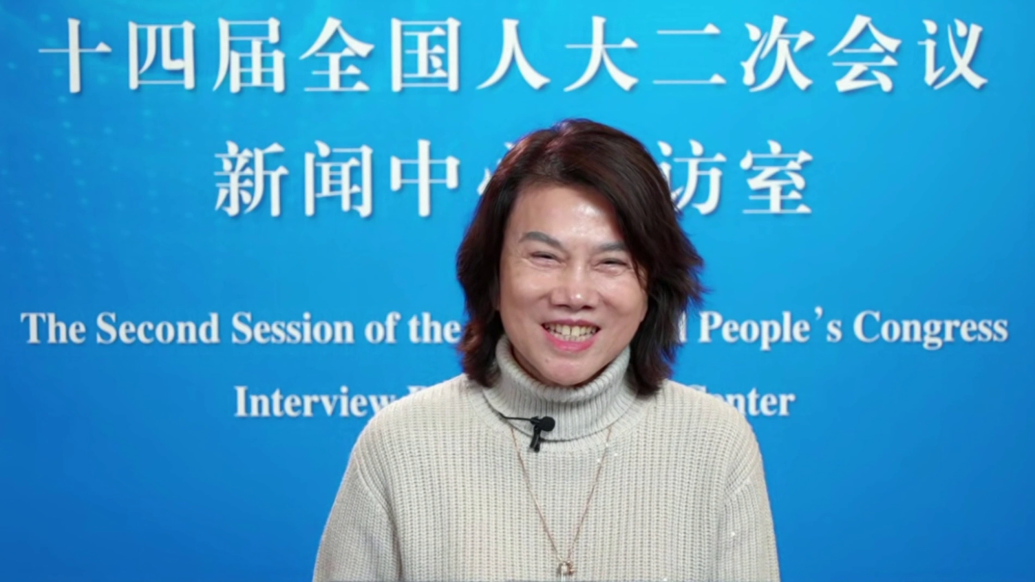 十四届全国人大二次会议
新闻中 访室
The Second Session of the People's Congress
Interview